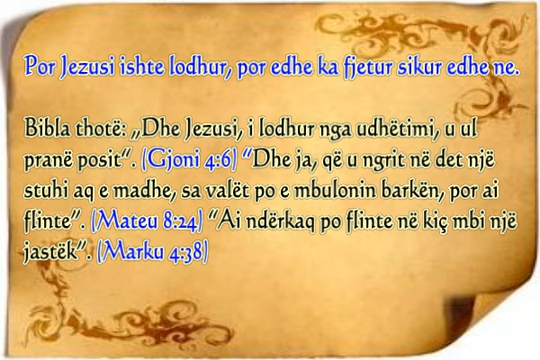 Por Jezusi ishte lodhur, por edhe ka fjetur sikur edhe ne.
Bibla thotë: „Dhe Jezusi, i lodhur nga udhëtimi, u ul
pranë posit“. (Gjoni 4:6) “Dhe ja, që u ngrit në det një
stuhi aq e madhe, sa valët po e mbulonin barkën, por ai
flinte”. (Mateu 8:24) “Ai ndërkaq po flinte në kiç mbi një
jastëk”. (Marku 4:38)